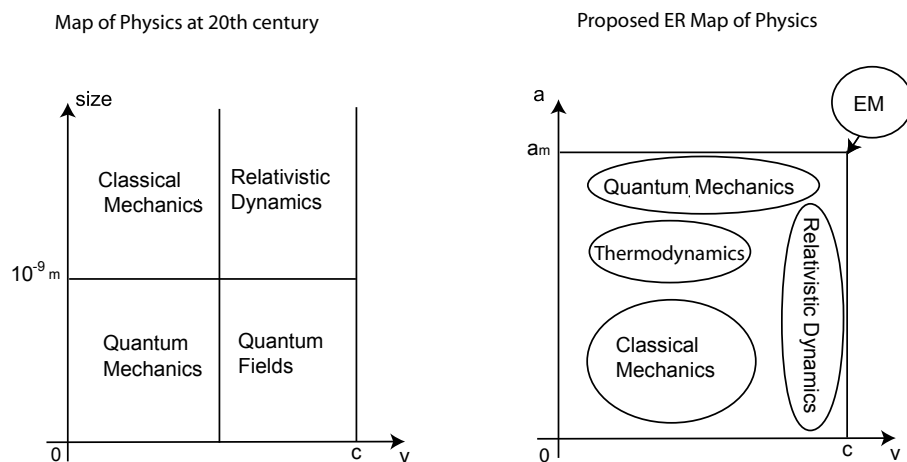 Map of Physics at 20th century
size
Classical
Mechanics
Relativistic
Dynamics
10⁻⁹ m
Quantum
Mechanics
Quantum
Fields
0
c
v
Proposed ER Map of Physics
a
EM
am
Quantum Mechanics
Thermodynamics
Relativistic Dynamics
Classical
Mechanics
0
c
v